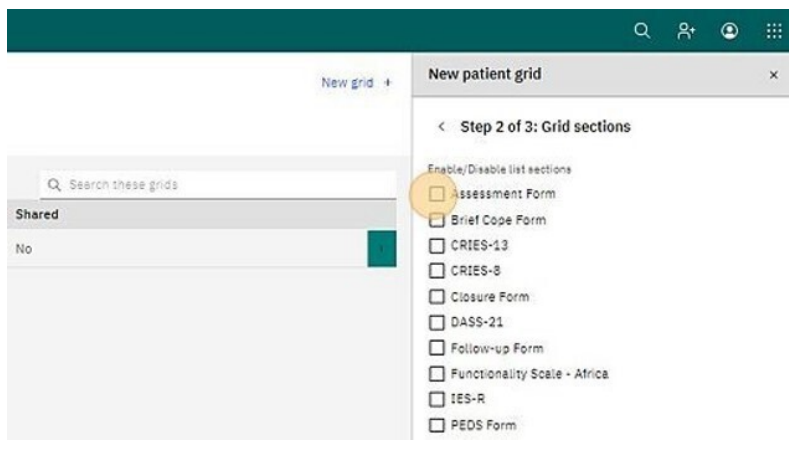 New grid +
Search these grids
Shared
No
New patient grid ×
< Step 2 of 3: Grid sections
Enable/Disable list sections
Assessment Form
Brief Cope Form
CRIES-13
CRIES-8
Closure Form
DASS-21
Follow-up Form
Functionality Scale - Africa
IES-R
PEDS Form